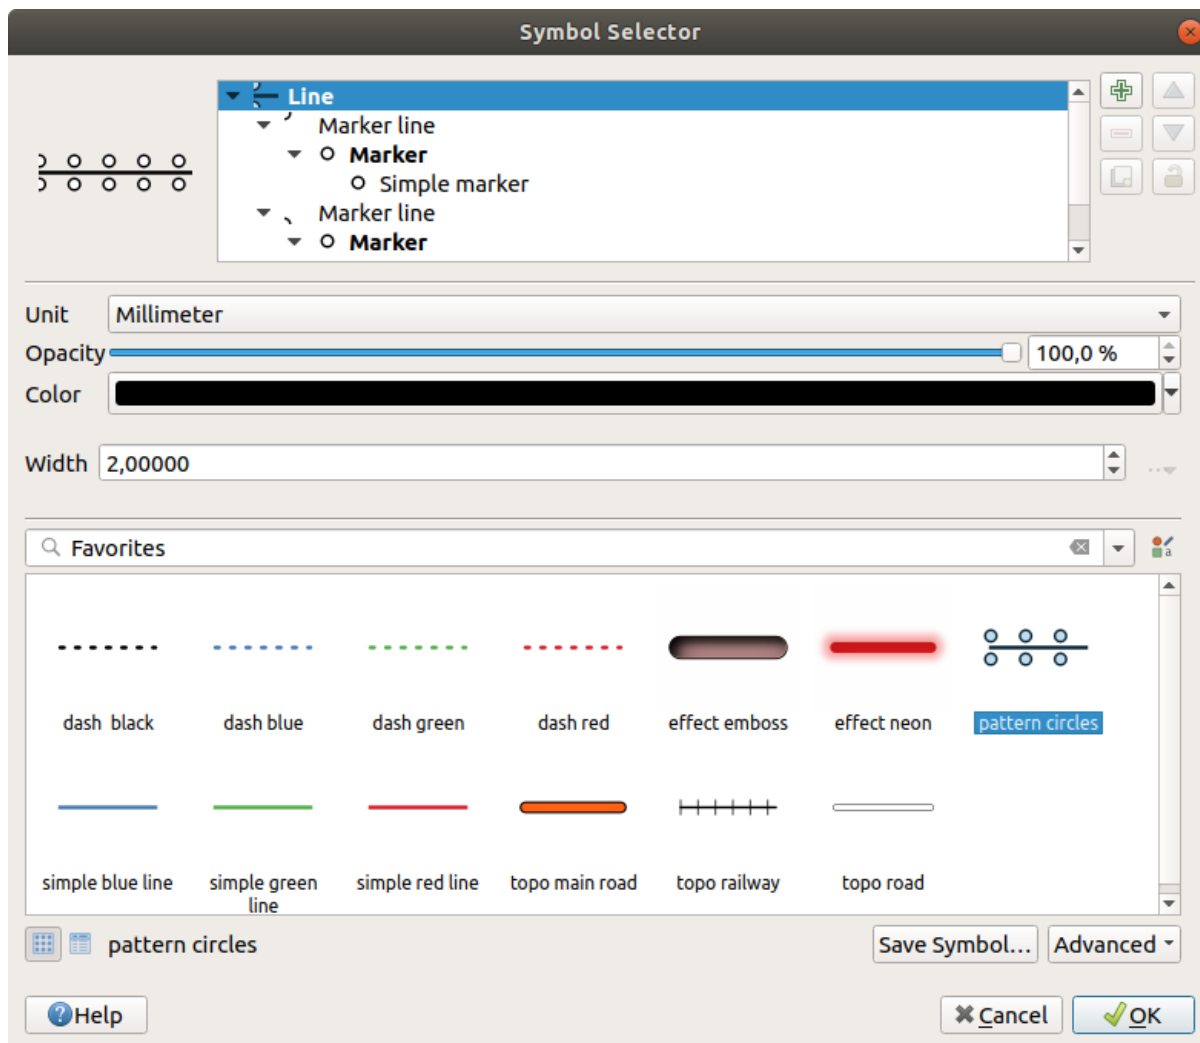 Symbol Selector
Line
Marker line
Marker
Simple marker
Marker line
Marker
Unit Millimeter
Opacity 100,0 %
Color
Width 2,00000
Favorites
dash  black dash blue dash green dash red effect emboss effect neon pattern circles
simple blue line simple green line simple red line topo main road topo railway topo road
pattern circles Save Symbol... Advanced
Help Cancel OK